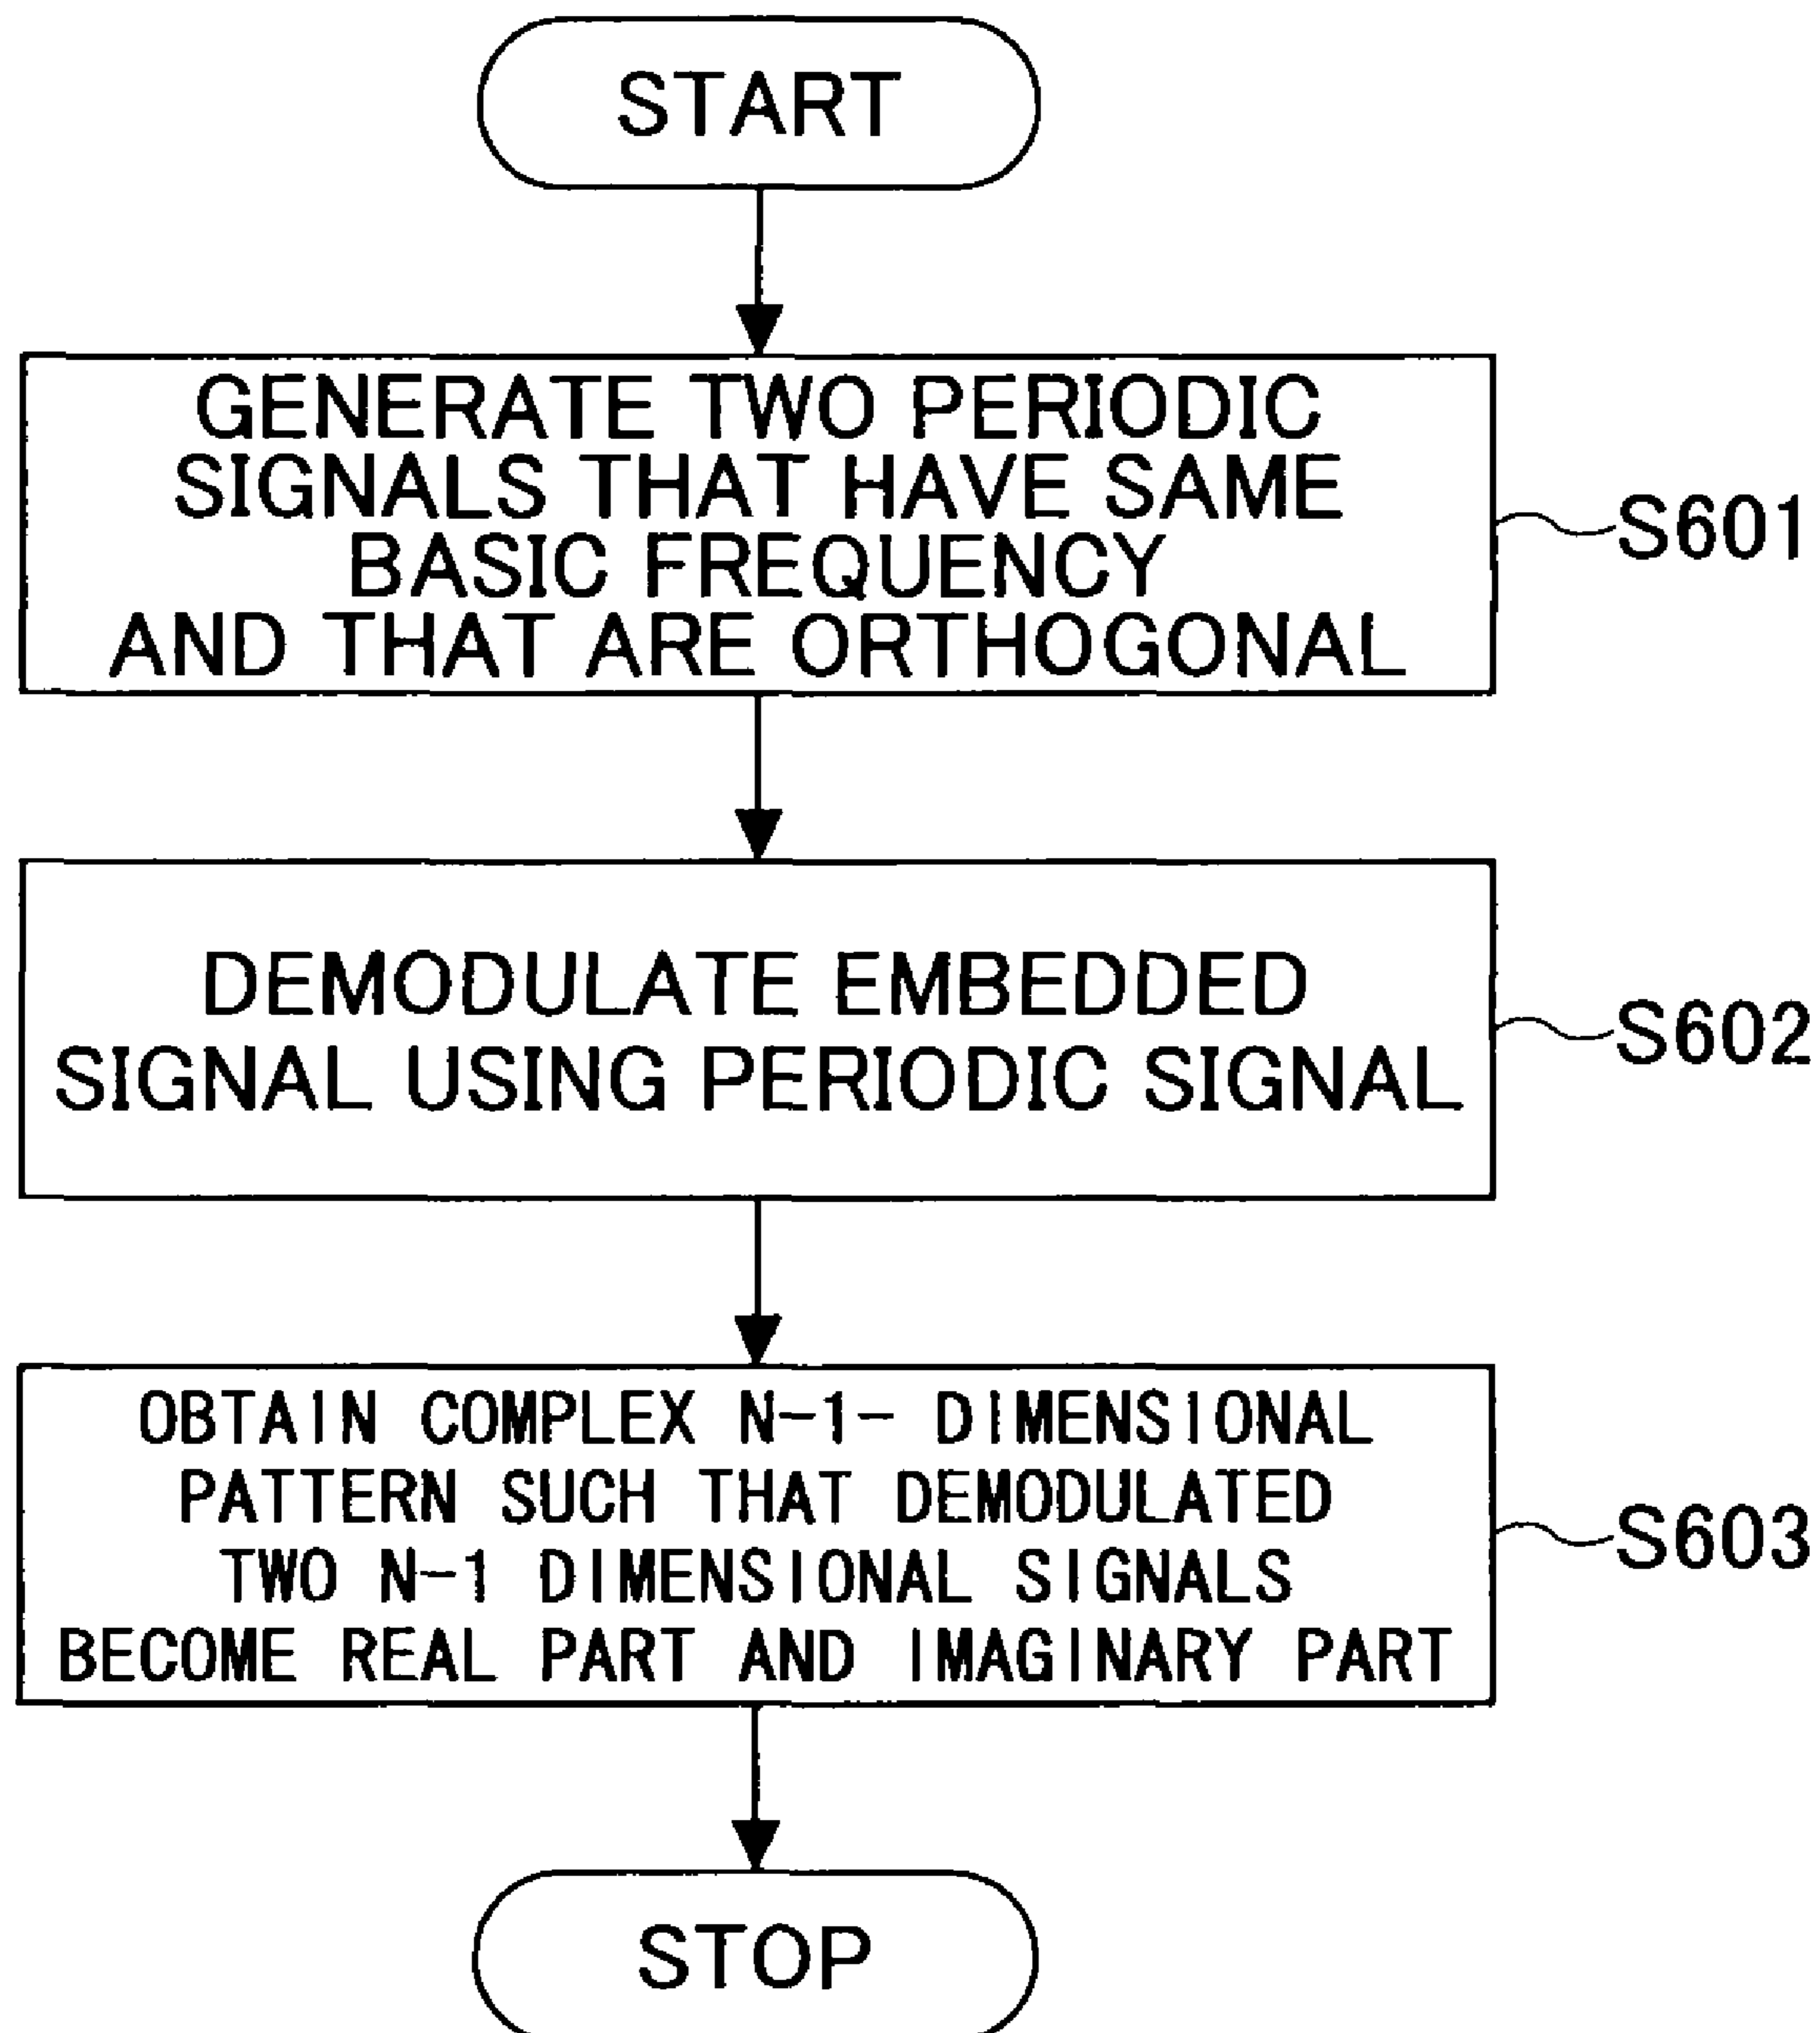 START
GENERATE TWO PERIODIC
SIGNALS THAT HAVE SAME
BASIC FREQUENCY
AND THAT ARE ORTHOGONAL
S601
DEMODULATE EMBEDDED
SIGNAL USING PERIODIC SIGNAL
S602
OBTAIN COMPLEX N-1- DIMENSIONAL
PATTERN SUCH THAT DEMODULATED
TWO N-1 DIMENSIONAL SIGNALS
BECOME REAL PART AND IMAGINARY PART
S603
STOP